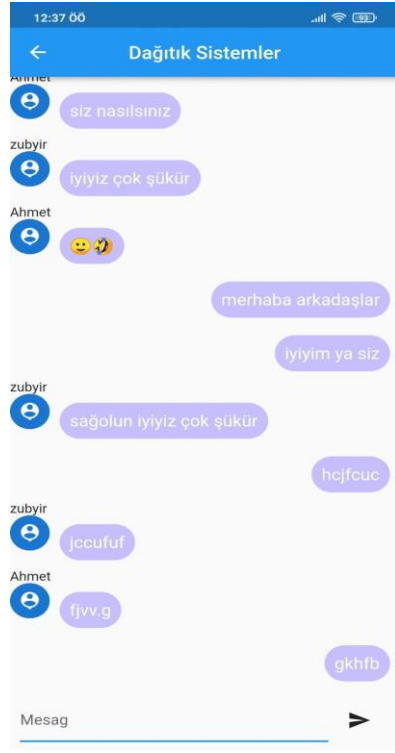 12:37 ÖÖ
93
Dağıtık Sistemler
Ahmet
siz nasılsınız
zubyir
iyiyiz çok şükür
Ahmet
🙂🤣
merhaba arkadaşlar
iyiyim ya siz
zubyir
sağolun iyiyiz çok şükür
hcjfcuc
zubyir
jccufuf
Ahmet
fjvv.g
gkhfb
Mesag